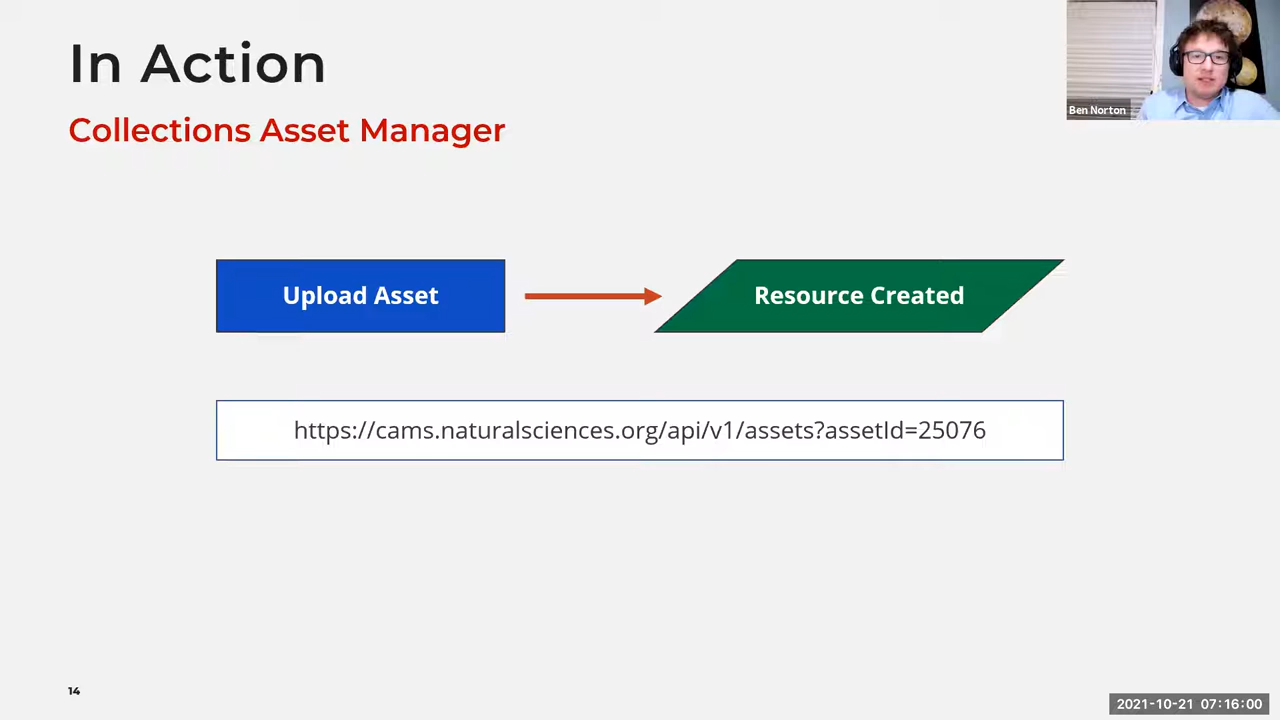 In Action
Collections Asset Manager
Ben Norton
Upload Asset
Resource Created
https://cams.naturalsciences.org/api/v1/assets?assetId=25076
14
2021-10-21 07:16:00